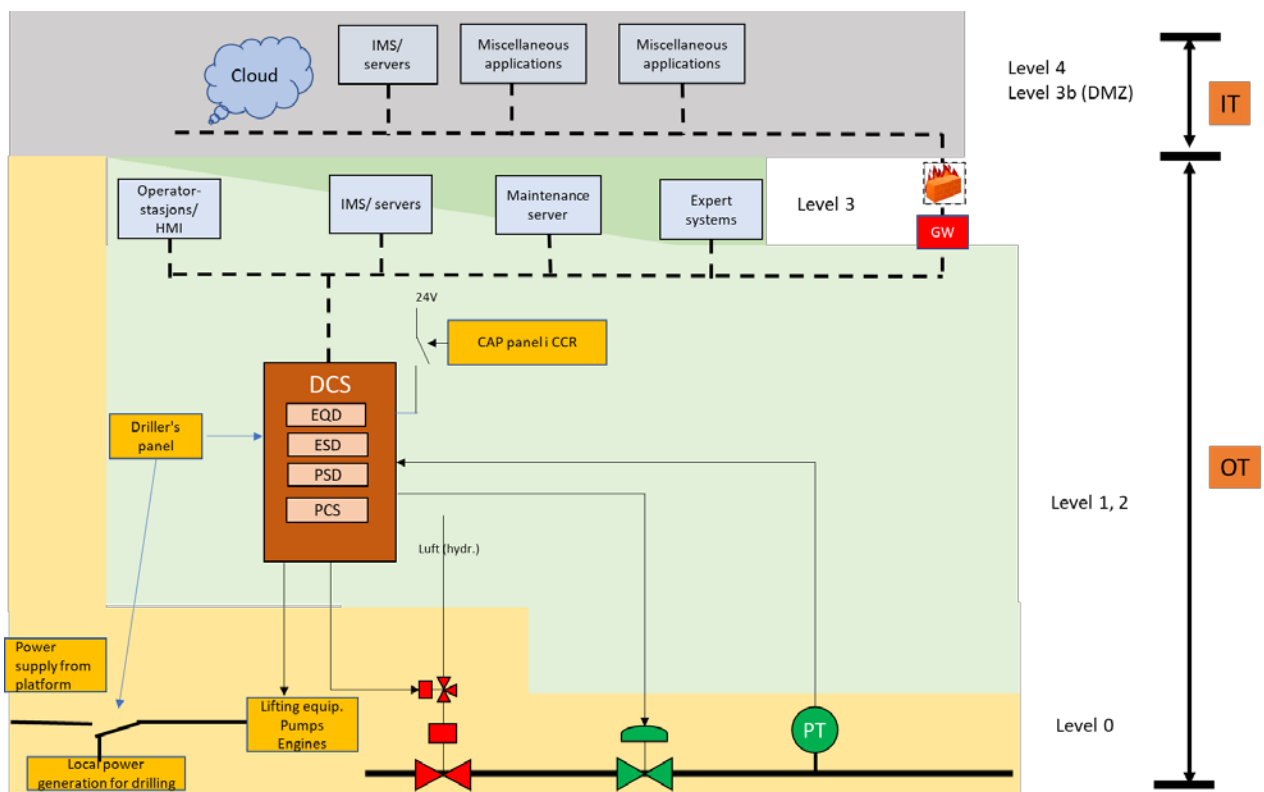 Cloud
IMS/
servers
Miscellaneous
applications
Miscellaneous
applications
Level 4
Level 3b (DMZ)
IT
Operator-
stasjons/
HMI
IMS/ servers
Maintenance
server
Expert
systems
Level 3
GW
24V
CAP panel i CCR
DCS
EQD
ESD
PSD
PCS
Driller's
panel
OT
Level 1, 2
Luft (hydr.)
Power
supply from
platform
Lifting equip.
Pumps
Engines
PT
Level 0
Local power
generation for drilling